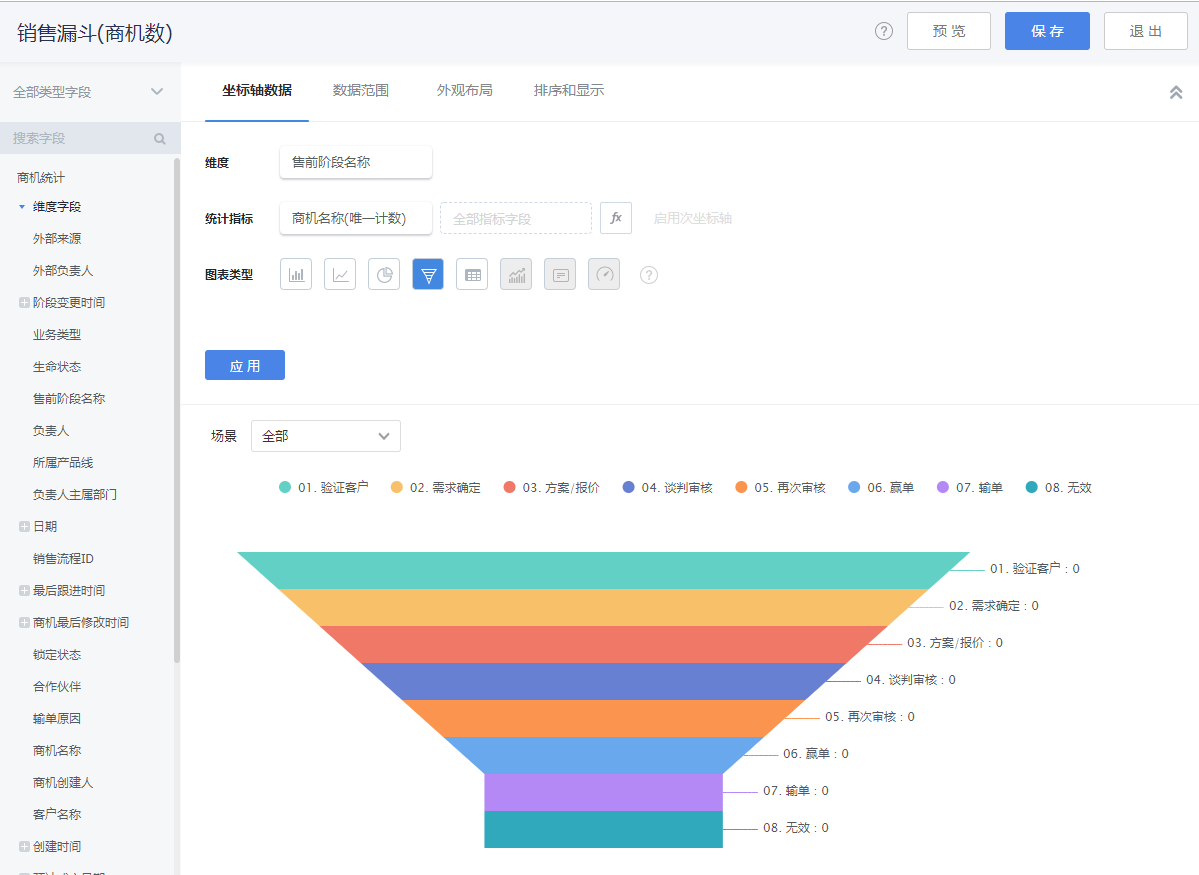 销售漏斗(商机数)
?
预 览
保 存
退 出
全部类型字段
搜索字段
商机统计
维度字段
外部来源
外部负责人
阶段变更时间
业务类型
生命状态
售前阶段名称
负责人
所属产品线
负责人主属部门
日期
销售流程ID
最后跟进时间
商机最后修改时间
锁定状态
合作伙伴
输单原因
商机名称
商机创建人
客户名称
创建时间
坐标轴数据 数据范围 外观布局 排序和显示
维度 售前阶段名称
统计指标 商机名称(唯一计数) 全部指标字段 fx 启用次坐标轴
图表类型 ?
应 用
场景 全部
01. 验证客户 02. 需求确定 03. 方案/报价 04. 谈判审核 05. 再次审核 06. 赢单 07. 输单 08. 无效
01. 验证客户 : 0
02. 需求确定 : 0
03. 方案/报价 : 0
04. 谈判审核 : 0
05. 再次审核 : 0
06. 赢单 : 0
07. 输单 : 0
08. 无效 : 0